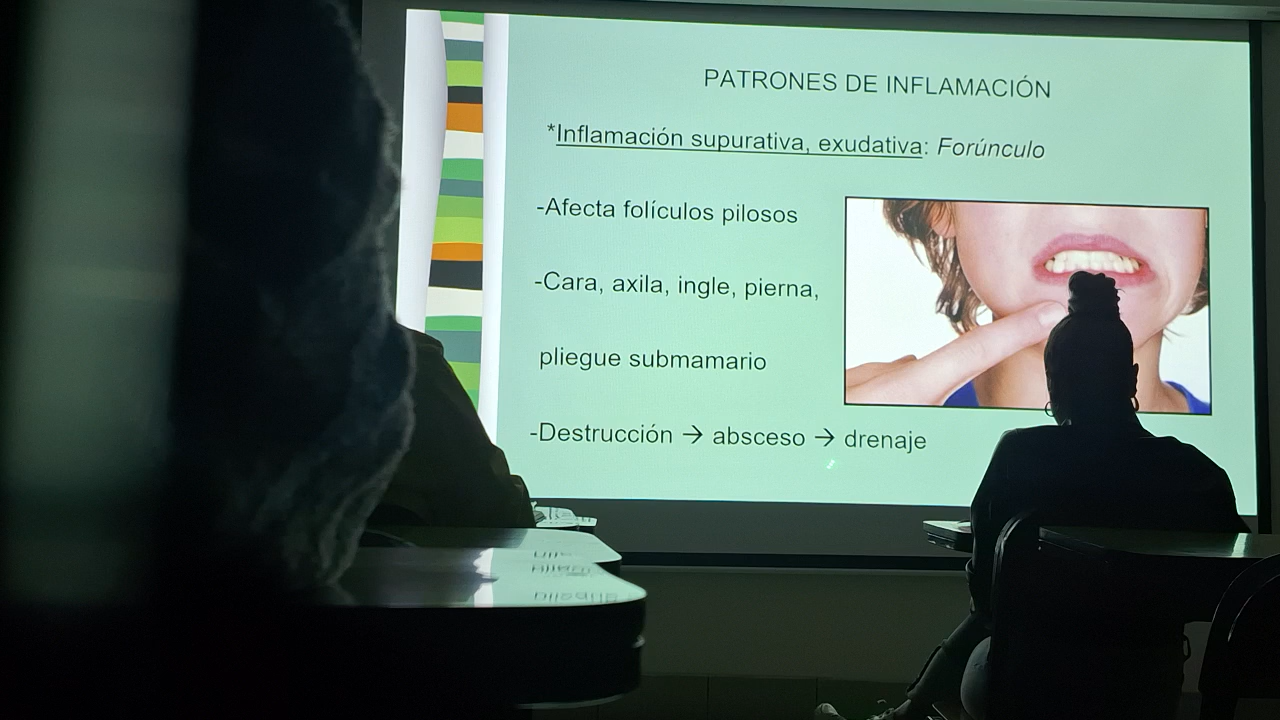 PATRONES DE INFLAMACIÓN
*Inflamación supurativa, exudativa: Forúnculo
-Afecta folículos pilosos
-Cara, axila, ingle, pierna,
pliegue submamario
-Destrucción → absceso → drenaje